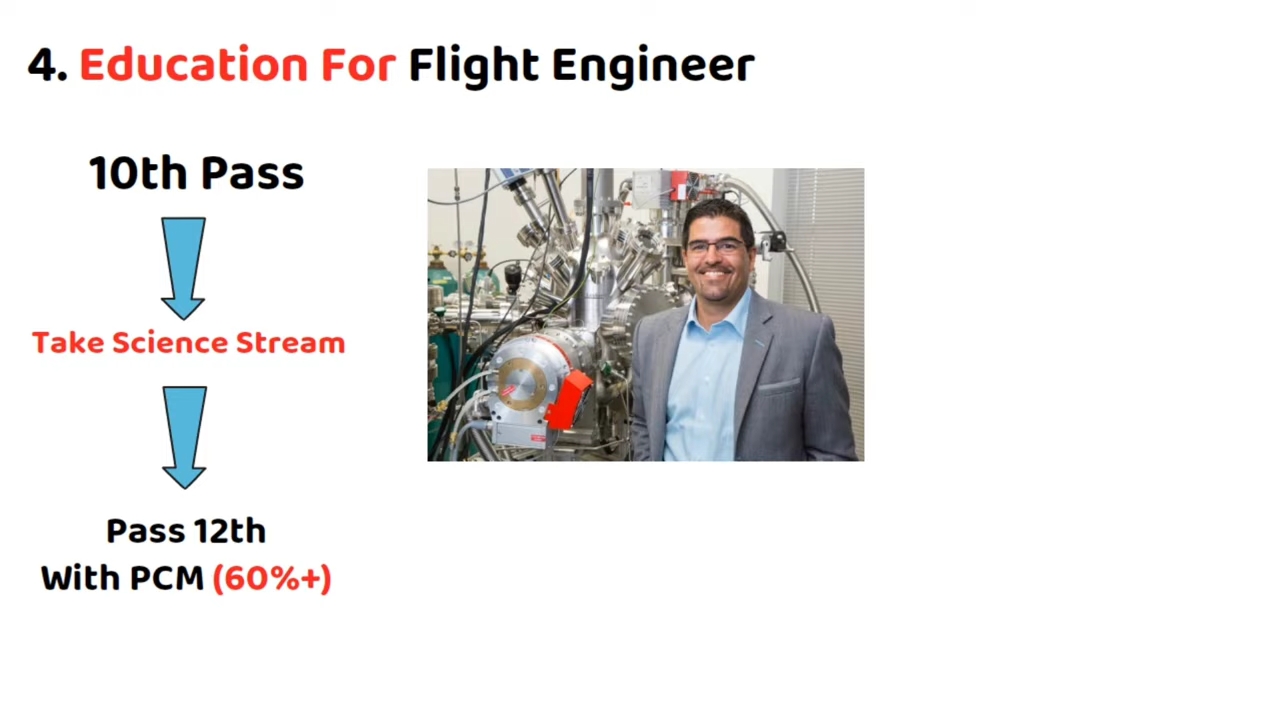 4. Education For Flight Engineer
10th Pass
Take Science Stream
Pass 12th
With PCM (60%+)